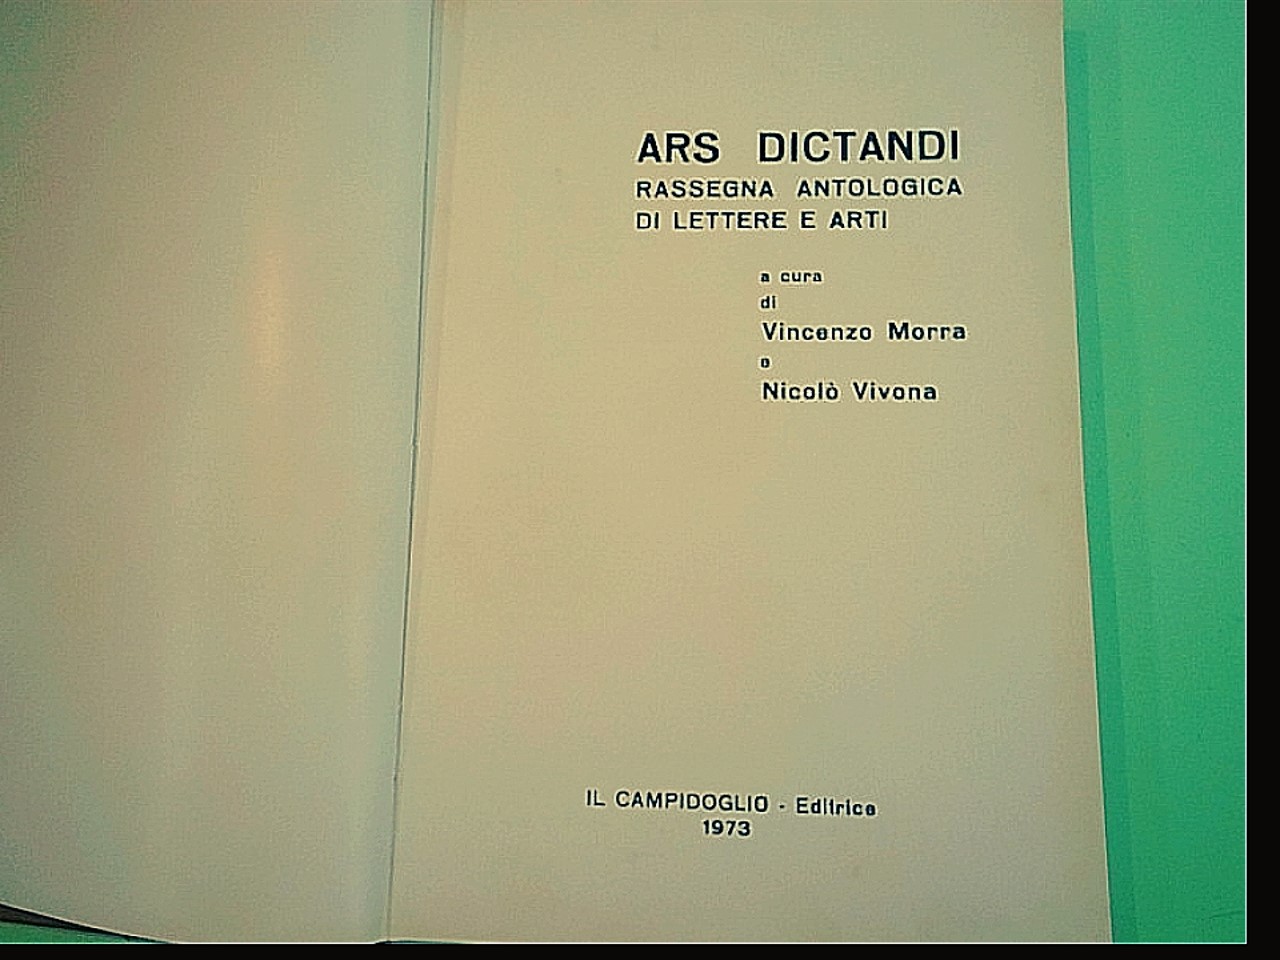 ARS DICTANDI
RASSEGNA ANTOLOGICA
DI LETTERE E ARTI
a cura
di
Vincenzo Morra
e
Nicolò Vivona
IL CAMPIDOGLIO - Editrice
1973